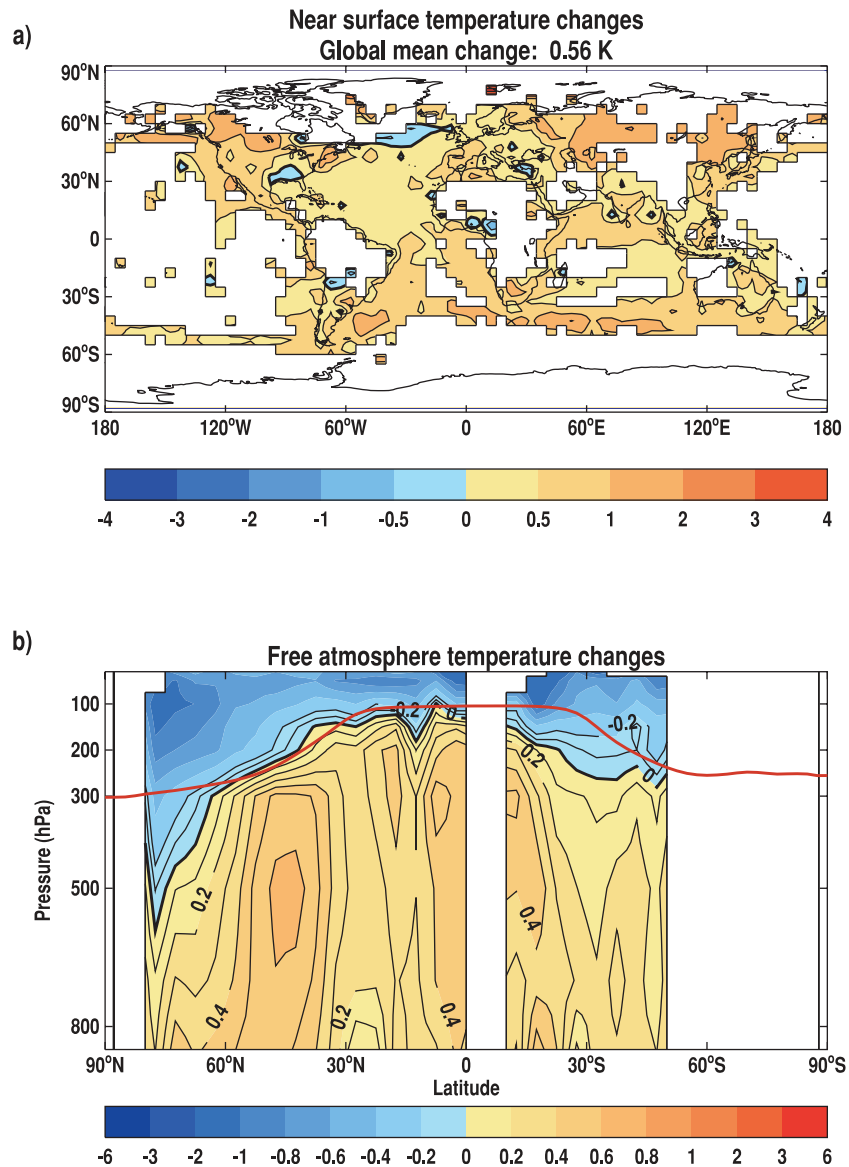 a)
Near surface temperature changes
Global mean change: 0.56 K
90°N
60°N
30°N
0
30°S
60°S
90°S
180 120°W 60°W 0 60°E 120°E 180
-4 -3 -2 -1 -0.5 0 0.5 1 2 3 4
b)
Free atmosphere temperature changes
Pressure (hPa)
100
200
300
500
800
-0.2
0
0.2
0.4
0.2
0.4
-0.2
0
0.2
0.4
0.2
90°N 60°N 30°N 0 30°S 60°S 90°S
Latitude
-6 -3 -2 -1 -0.8 -0.6 -0.4 -0.2 0 0.2 0.4 0.6 0.8 1 2 3 6